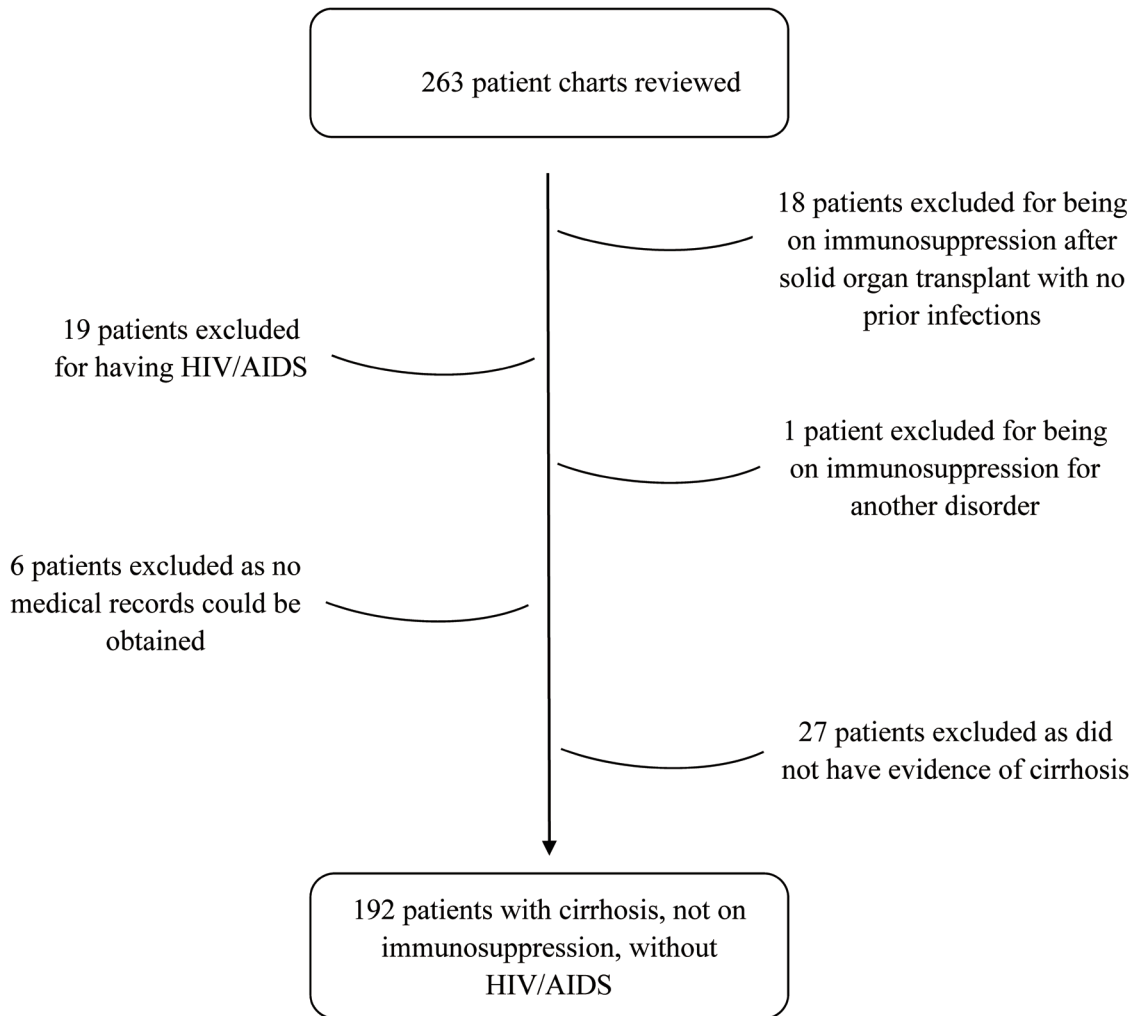 263 patient charts reviewed
18 patients excluded for being
on immunosuppression after
solid organ transplant with no
prior infections
19 patients excluded
for having HIV/AIDS
1 patient excluded for being
on immunosuppression for
another disorder
6 patients excluded as no
medical records could be
obtained
27 patients excluded as did
not have evidence of cirrhosis
192 patients with cirrhosis, not on
immunosuppression, without
HIV/AIDS